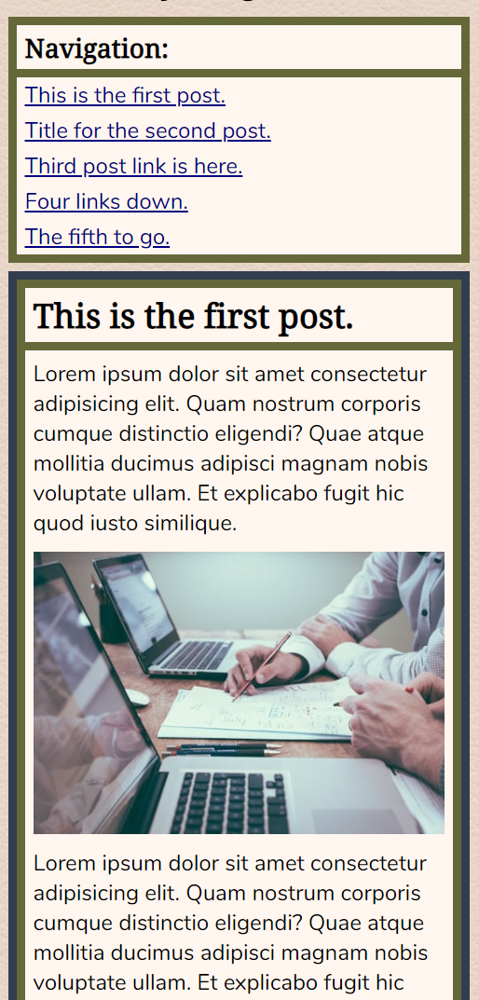 Navigation:
This is the first post.
Title for the second post.
Third post link is here.
Four links down.
The fifth to go.
This is the first post.
Lorem ipsum dolor sit amet consectetur
adipisicing elit. Quam nostrum corporis
cumque distinctio eligendi? Quae atque
mollitia ducimus adipisci magnam nobis
voluptate ullam. Et explicabo fugit hic
quod iusto similique.
Lorem ipsum dolor sit amet consectetur
adipisicing elit. Quam nostrum corporis
cumque distinctio eligendi? Quae atque
mollitia ducimus adipisci magnam nobis
voluptate ullam. Et explicabo fugit hic